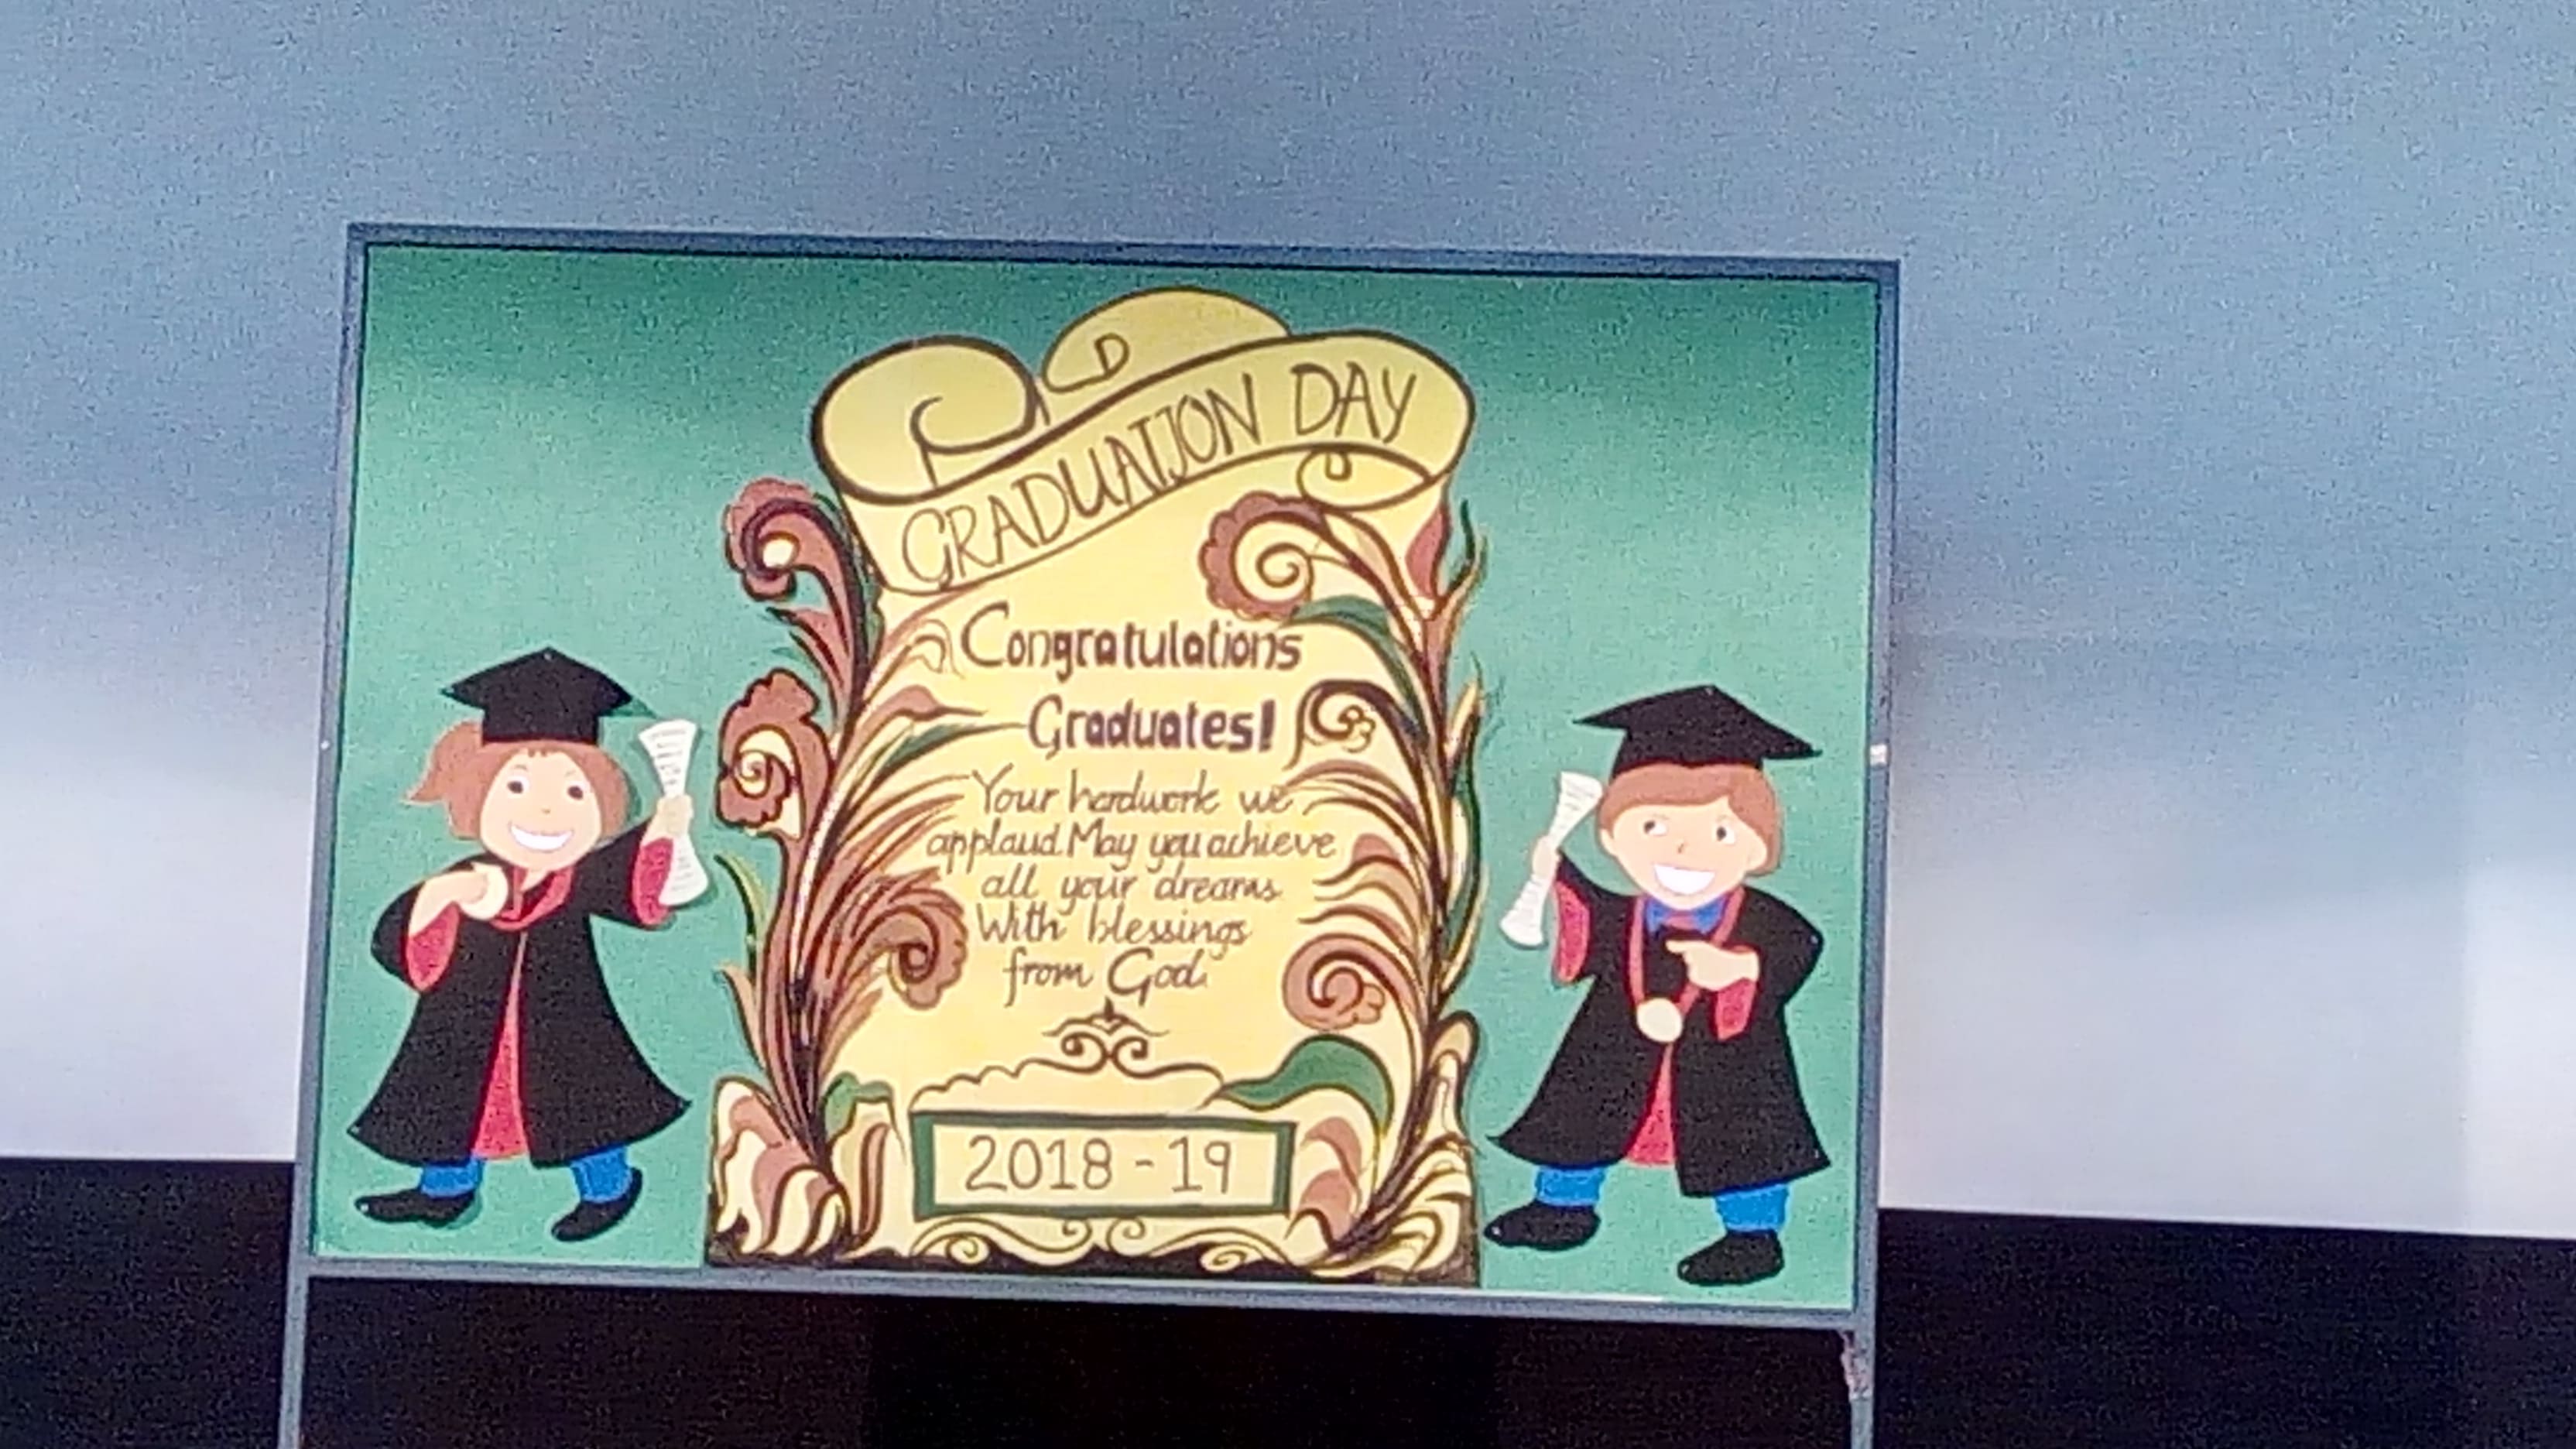 GRADUATION DAY
Congratulations
Graduates!
Your hardwork we
applaud. May you achieve
all your dreams
With blessings
from God.
2018 - 19